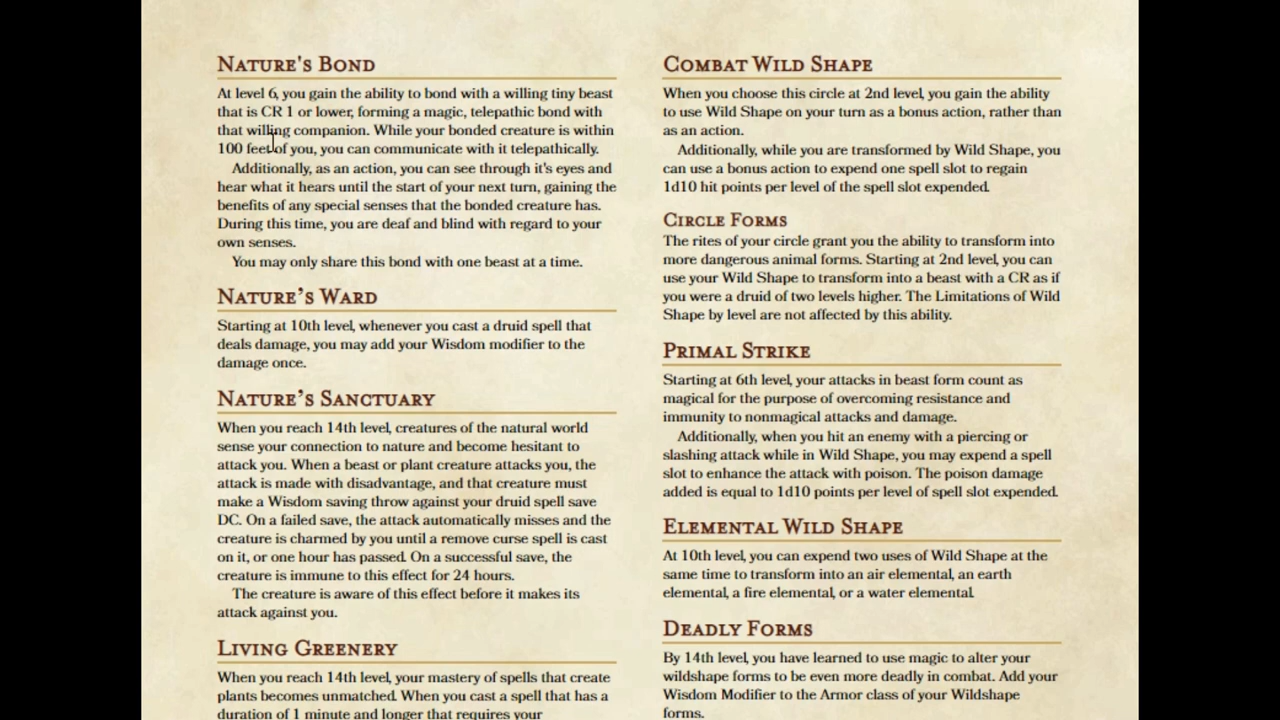 Nature's Bond
At level 6, you gain the ability to bond with a willing tiny beast
that is CR 1 or lower, forming a magic, telepathic bond with
that willing companion. While your bonded creature is within
100 feet of you, you can communicate with it telepathically.
Additionally, as an action, you can see through it's eyes and
hear what it hears until the start of your next turn, gaining the
benefits of any special senses that the bonded creature has.
During this time, you are deaf and blind with regard to your
own senses.
You may only share this bond with one beast at a time.
Nature's Ward
Starting at 10th level, whenever you cast a druid spell that
deals damage, you may add your Wisdom modifier to the
damage once.
Nature's Sanctuary
When you reach 14th level, creatures of the natural world
sense your connection to nature and become hesitant to
attack you. When a beast or plant creature attacks you, the
attack is made with disadvantage, and that creature must
make a Wisdom saving throw against your druid spell save
DC. On a failed save, the attack automatically misses and the
creature is charmed by you until a remove curse spell is cast
on it, or one hour has passed. On a successful save, the
creature is immune to this effect for 24 hours.
The creature is aware of this effect before it makes its
attack against you.
Living Greenery
When you reach 14th level, your mastery of spells that create
plants becomes unmatched. When you cast a spell that has a
duration of 1 minute and longer that requires your
Combat Wild Shape
When you choose this circle at 2nd level, you gain the ability
to use Wild Shape on your turn as a bonus action, rather than
as an action.
Additionally, while you are transformed by Wild Shape, you
can use a bonus action to expend one spell slot to regain
1d10 hit points per level of the spell slot expended.
Circle Forms
The rites of your circle grant you the ability to transform into
more dangerous animal forms. Starting at 2nd level, you can
use your Wild Shape to transform into a beast with a CR as if
you were a druid of two levels higher. The Limitations of Wild
Shape by level are not affected by this ability.
Primal Strike
Starting at 6th level, your attacks in beast form count as
magical for the purpose of overcoming resistance and
immunity to nonmagical attacks and damage.
Additionally, when you hit an enemy with a piercing or
slashing attack while in Wild Shape, you may expend a spell
slot to enhance the attack with poison. The poison damage
added is equal to 1d10 points per level of spell slot expended.
Elemental Wild Shape
At 10th level, you can expend two uses of Wild Shape at the
same time to transform into an air elemental, an earth
elemental, a fire elemental, or a water elemental.
Deadly Forms
By 14th level, you have learned to use magic to alter your
wildshape forms to be even more deadly in combat. Add your
Wisdom Modifier to the Armor class of your Wildshape
forms.